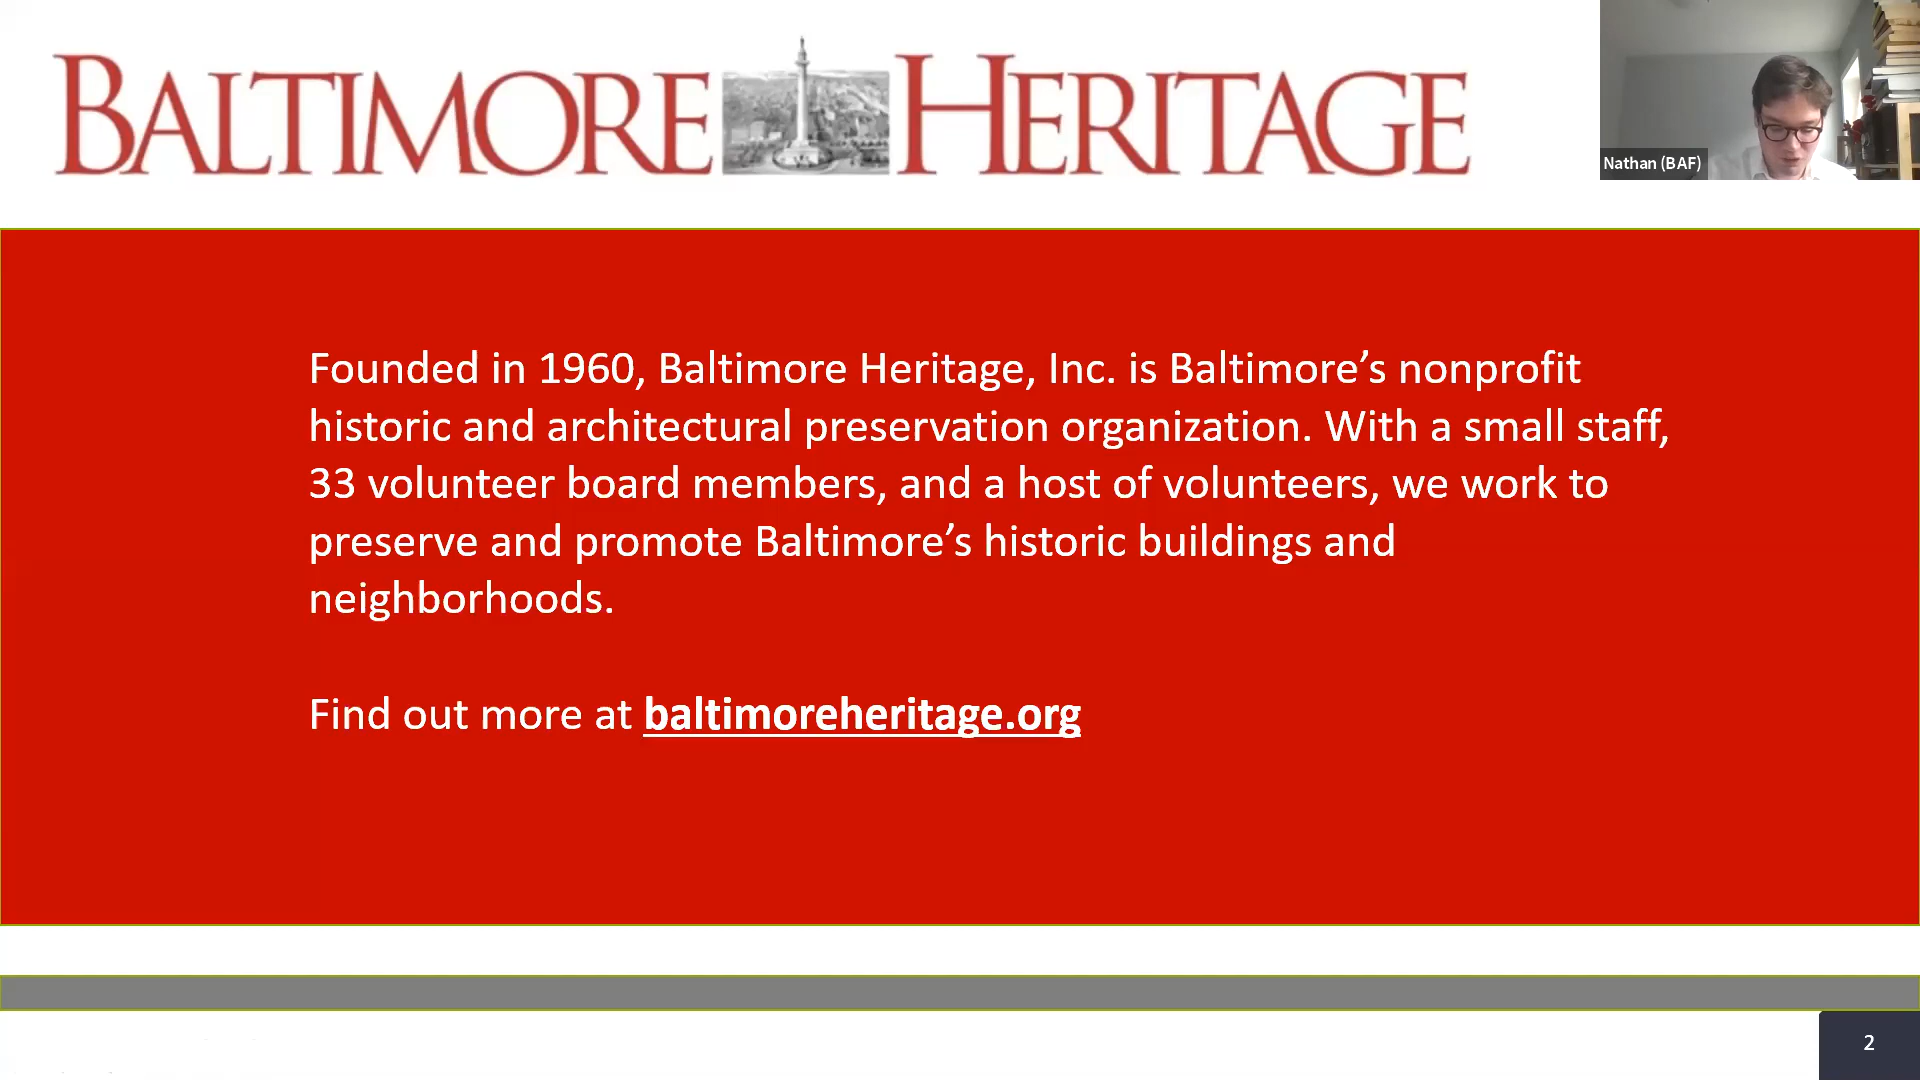 BALTIMORE HERITAGE
Nathan (BAF)
Founded in 1960, Baltimore Heritage, Inc. is Baltimore’s nonprofit
historic and architectural preservation organization. With a small staff,
33 volunteer board members, and a host of volunteers, we work to
preserve and promote Baltimore’s historic buildings and
neighborhoods.
Find out more at baltimoreheritage.org
2